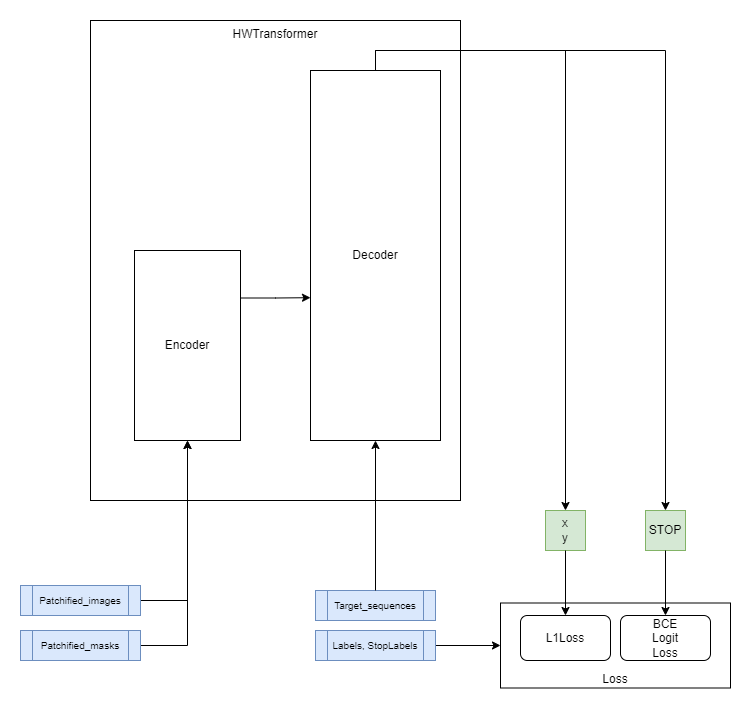 HWTransformer
Decoder
Encoder
x
y
STOP
Patchified_images
Target_sequences
Patchified_masks
Labels, StopLabels
L1Loss
BCE
Logit
Loss
Loss